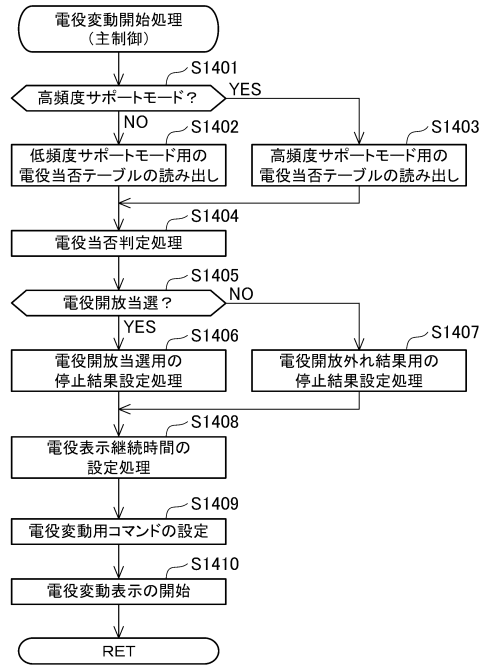 電役変動開始処理
(主制御)
S1401
高頻度サポートモード？
YES
NO
S1402
低頻度サポートモード用の
電役当否テーブルの読み出し
S1403
高頻度サポートモード用の
電役当否テーブルの読み出し
S1404
電役当否判定処理
S1405
電役開放当選？
NO
YES
S1406
電役開放当選用の
停止結果設定処理
S1407
電役開放外れ結果用の
停止結果設定処理
S1408
電役表示継続時間の
設定処理
S1409
電役変動用コマンドの設定
S1410
電役変動表示の開始
RET